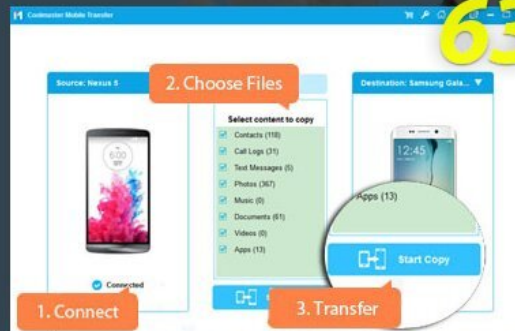 Coolmuster Mobile Transfer
63
Source: Nexus 5
2. Choose Files
Destination: Samsung Gala... ▼
Select content to copy
Contacts (118)
Call Logs (31)
Text Messages (5)
Photos (367)
Music (0)
Documents (61)
Videos (0)
Apps (13)
6:00
12:45
Apps (13)
Start Copy
Connected
1. Connect
3. Transfer